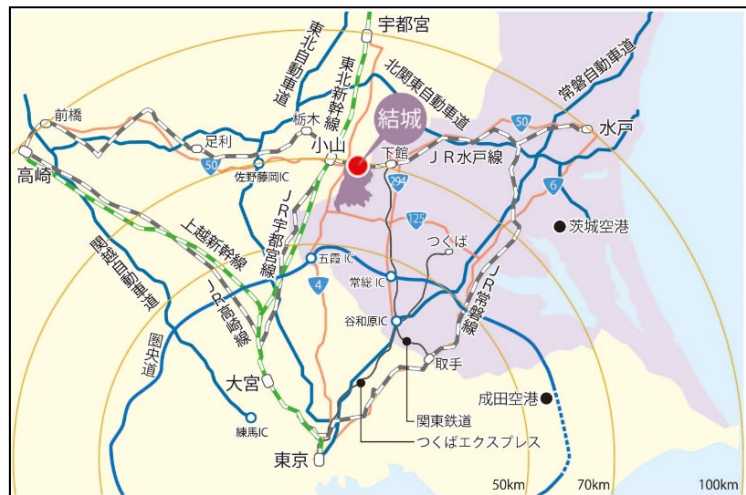 宇都宮
東北自動車道
東北新幹線
北関東自動車道
常磐自動車道
前橋
栃木
結城
50
水戸
足利
小山
下館
JR水戸線
高崎
50
佐野藤岡IC
294
6
125
茨城空港
JR宇都宮線
上越新幹線
つくば
関越自動車道
五霞IC
常総IC
4
JR高崎線
JR常磐線
谷和原IC
圏央道
取手
大宮
成田空港
関東鉄道
練馬IC
つくばエクスプレス
東京
50km
70km
100km